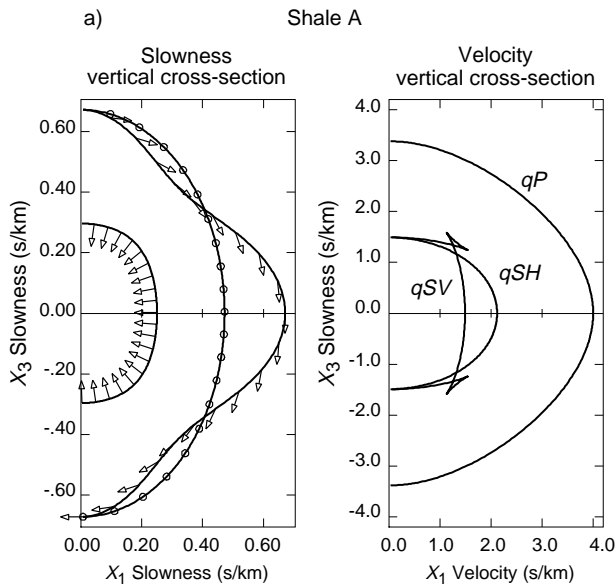 a)
Shale A
Slowness
vertical cross-section
X3 Slowness (s/km)
0.60
0.40
0.20
0.00
-.20
-.40
-.60
0.00 0.20 0.40 0.60
X1 Slowness (s/km)
Velocity
vertical cross-section
X3 Slowness (s/km)
4.0
3.0
2.0
1.0
0.0
-1.0
-2.0
-3.0
-4.0
qP
qSV
qSH
0.0 1.0 2.0 3.0 4.0
X1 Velocity (s/km)